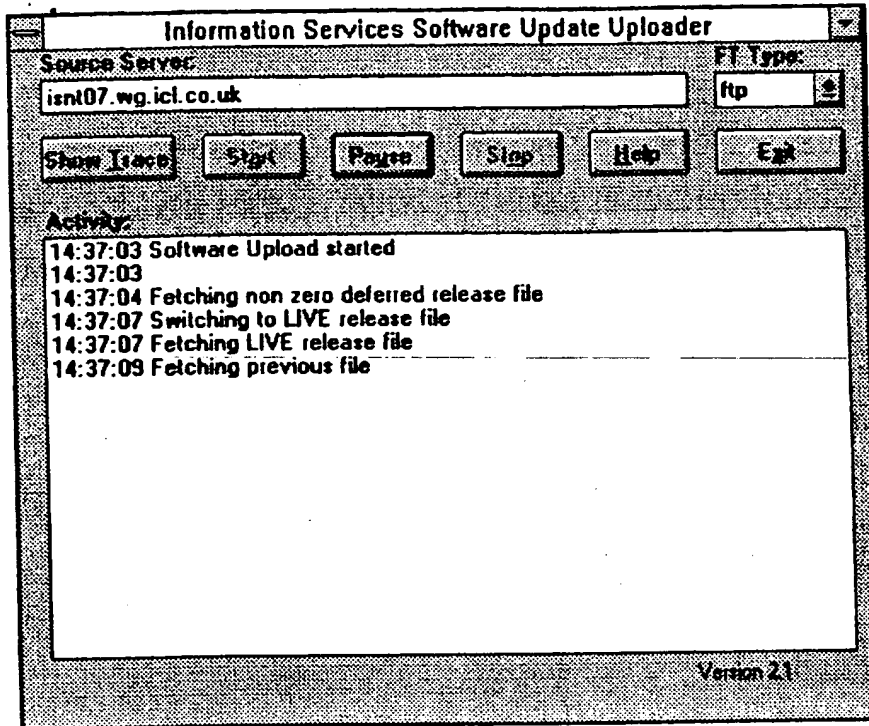 Information Services Software Update Uploader
Source Server:
FT Type:
isnt07.wg.icl.co.uk
ftp
Show Trace
Start
Pause
Stop
Help
Exit
Activity:
14:37:03 Software Upload started
14:37:03
14:37:04 Fetching non zero deferred release file
14:37:07 Switching to LIVE release file
14:37:07 Fetching LIVE release file
14:37:09 Fetching previous file
Version 2.1